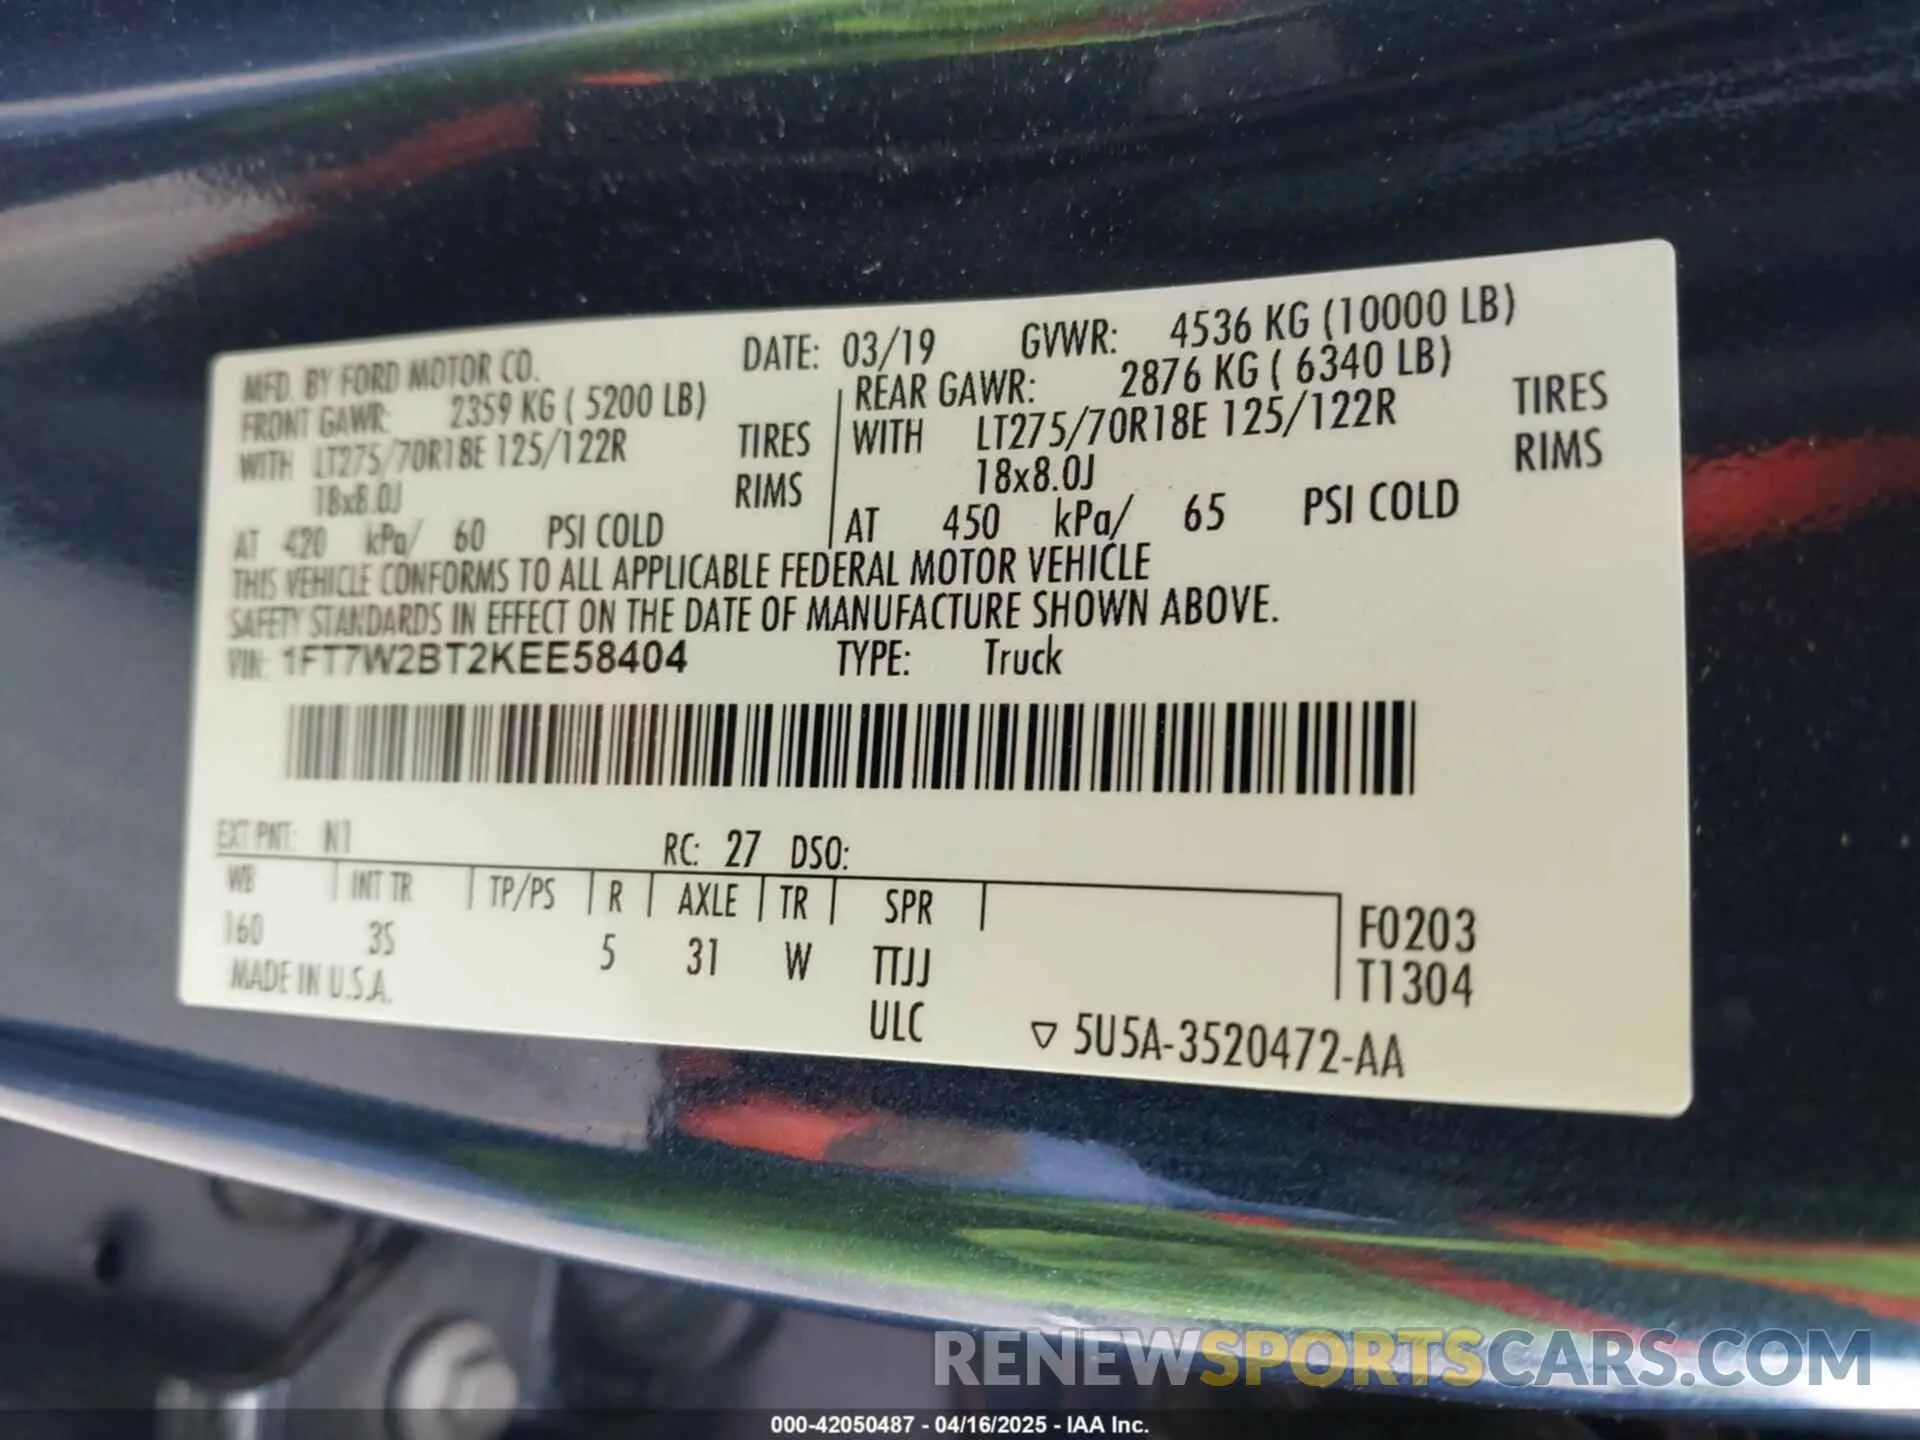 MFD. BY FORD MOTOR CO. DATE: 03/19 GVWR: 4536 KG (10000 LB)
FRONT GAWR: 2359 KG ( 5200 LB) REAR GAWR: 2876 KG ( 6340 LB)
WITH LT275/70R18E 125/122R TIRES WITH LT275/70R18E 125/122R TIRES
18x8.0J RIMS 18x8.0J RIMS
AT 420 kPa/ 60 PSI COLD AT 450 kPa/ 65 PSI COLD
THIS VEHICLE CONFORMS TO ALL APPLICABLE FEDERAL MOTOR VEHICLE
SAFETY STANDARDS IN EFFECT ON THE DATE OF MANUFACTURE SHOWN ABOVE.
VIN: 1FT7W2BT2KEE58404 TYPE: Truck
EXT PNT: N1 RC: 27 DSO:
WB INT TR TP/PS R AXLE TR SPR F0203
160 3S 5 31 W TTJJ T1304
MADE IN U.S.A. ULC ▽ 5U5A-3520472-AA
RENEWSPORTSCARS.COM
000-42050487 - 04/16/2025 - IAA Inc.